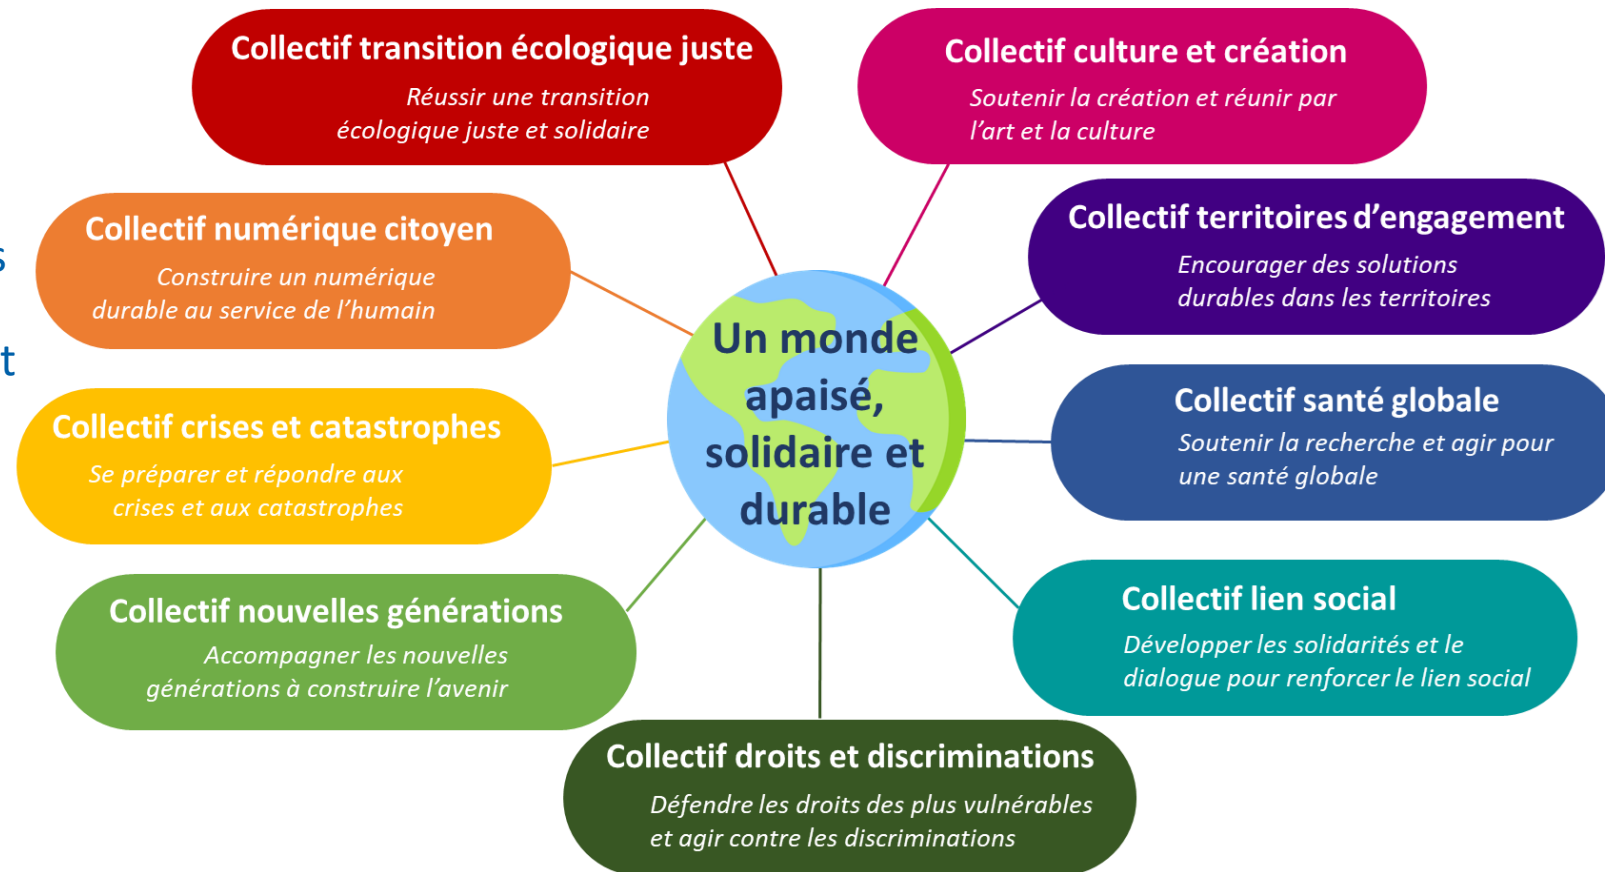 Collectif transition écologique juste
Réussir une transition
écologique juste et solidaire
Collectif culture et création
Soutenir la création et réunir par
l'art et la culture
Collectif numérique citoyen
Construire un numérique
durable au service de l'humain
Collectif territoires d'engagement
Encourager des solutions
durables dans les territoires
s
t
Un monde
apaisé,
solidaire et
durable
Collectif crises et catastrophes
Se préparer et répondre aux
crises et aux catastrophes
Collectif santé globale
Soutenir la recherche et agir pour
une santé globale
Collectif nouvelles générations
Accompagner les nouvelles
générations à construire l'avenir
Collectif lien social
Développer les solidarités et le
dialogue pour renforcer le lien social
Collectif droits et discriminations
Défendre les droits des plus vulnérables
et agir contre les discriminations